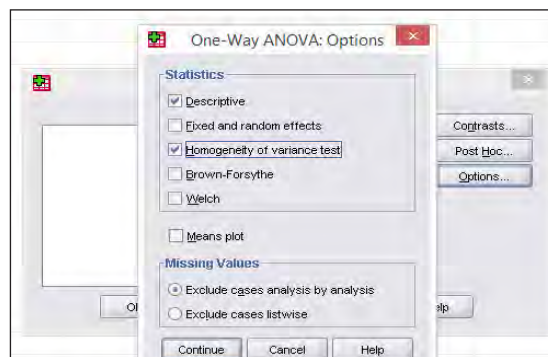 One-Way ANOVA: Options
Statistics
Descriptive
Fixed and random effects
Homogeneity of variance test
Brown-Forsythe
Welch
Means plot
Missing Values
Exclude cases analysis by analysis
Exclude cases listwise
Continue Cancel Help
Contrasts...
Post Hoc...
Options...